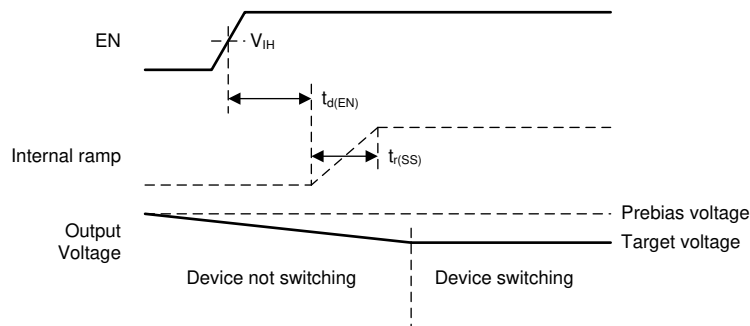 EN
VIH
td(EN)
Internal ramp
tr(SS)
Prebias voltage
Output
Voltage
Target voltage
Device not switching
Device switching